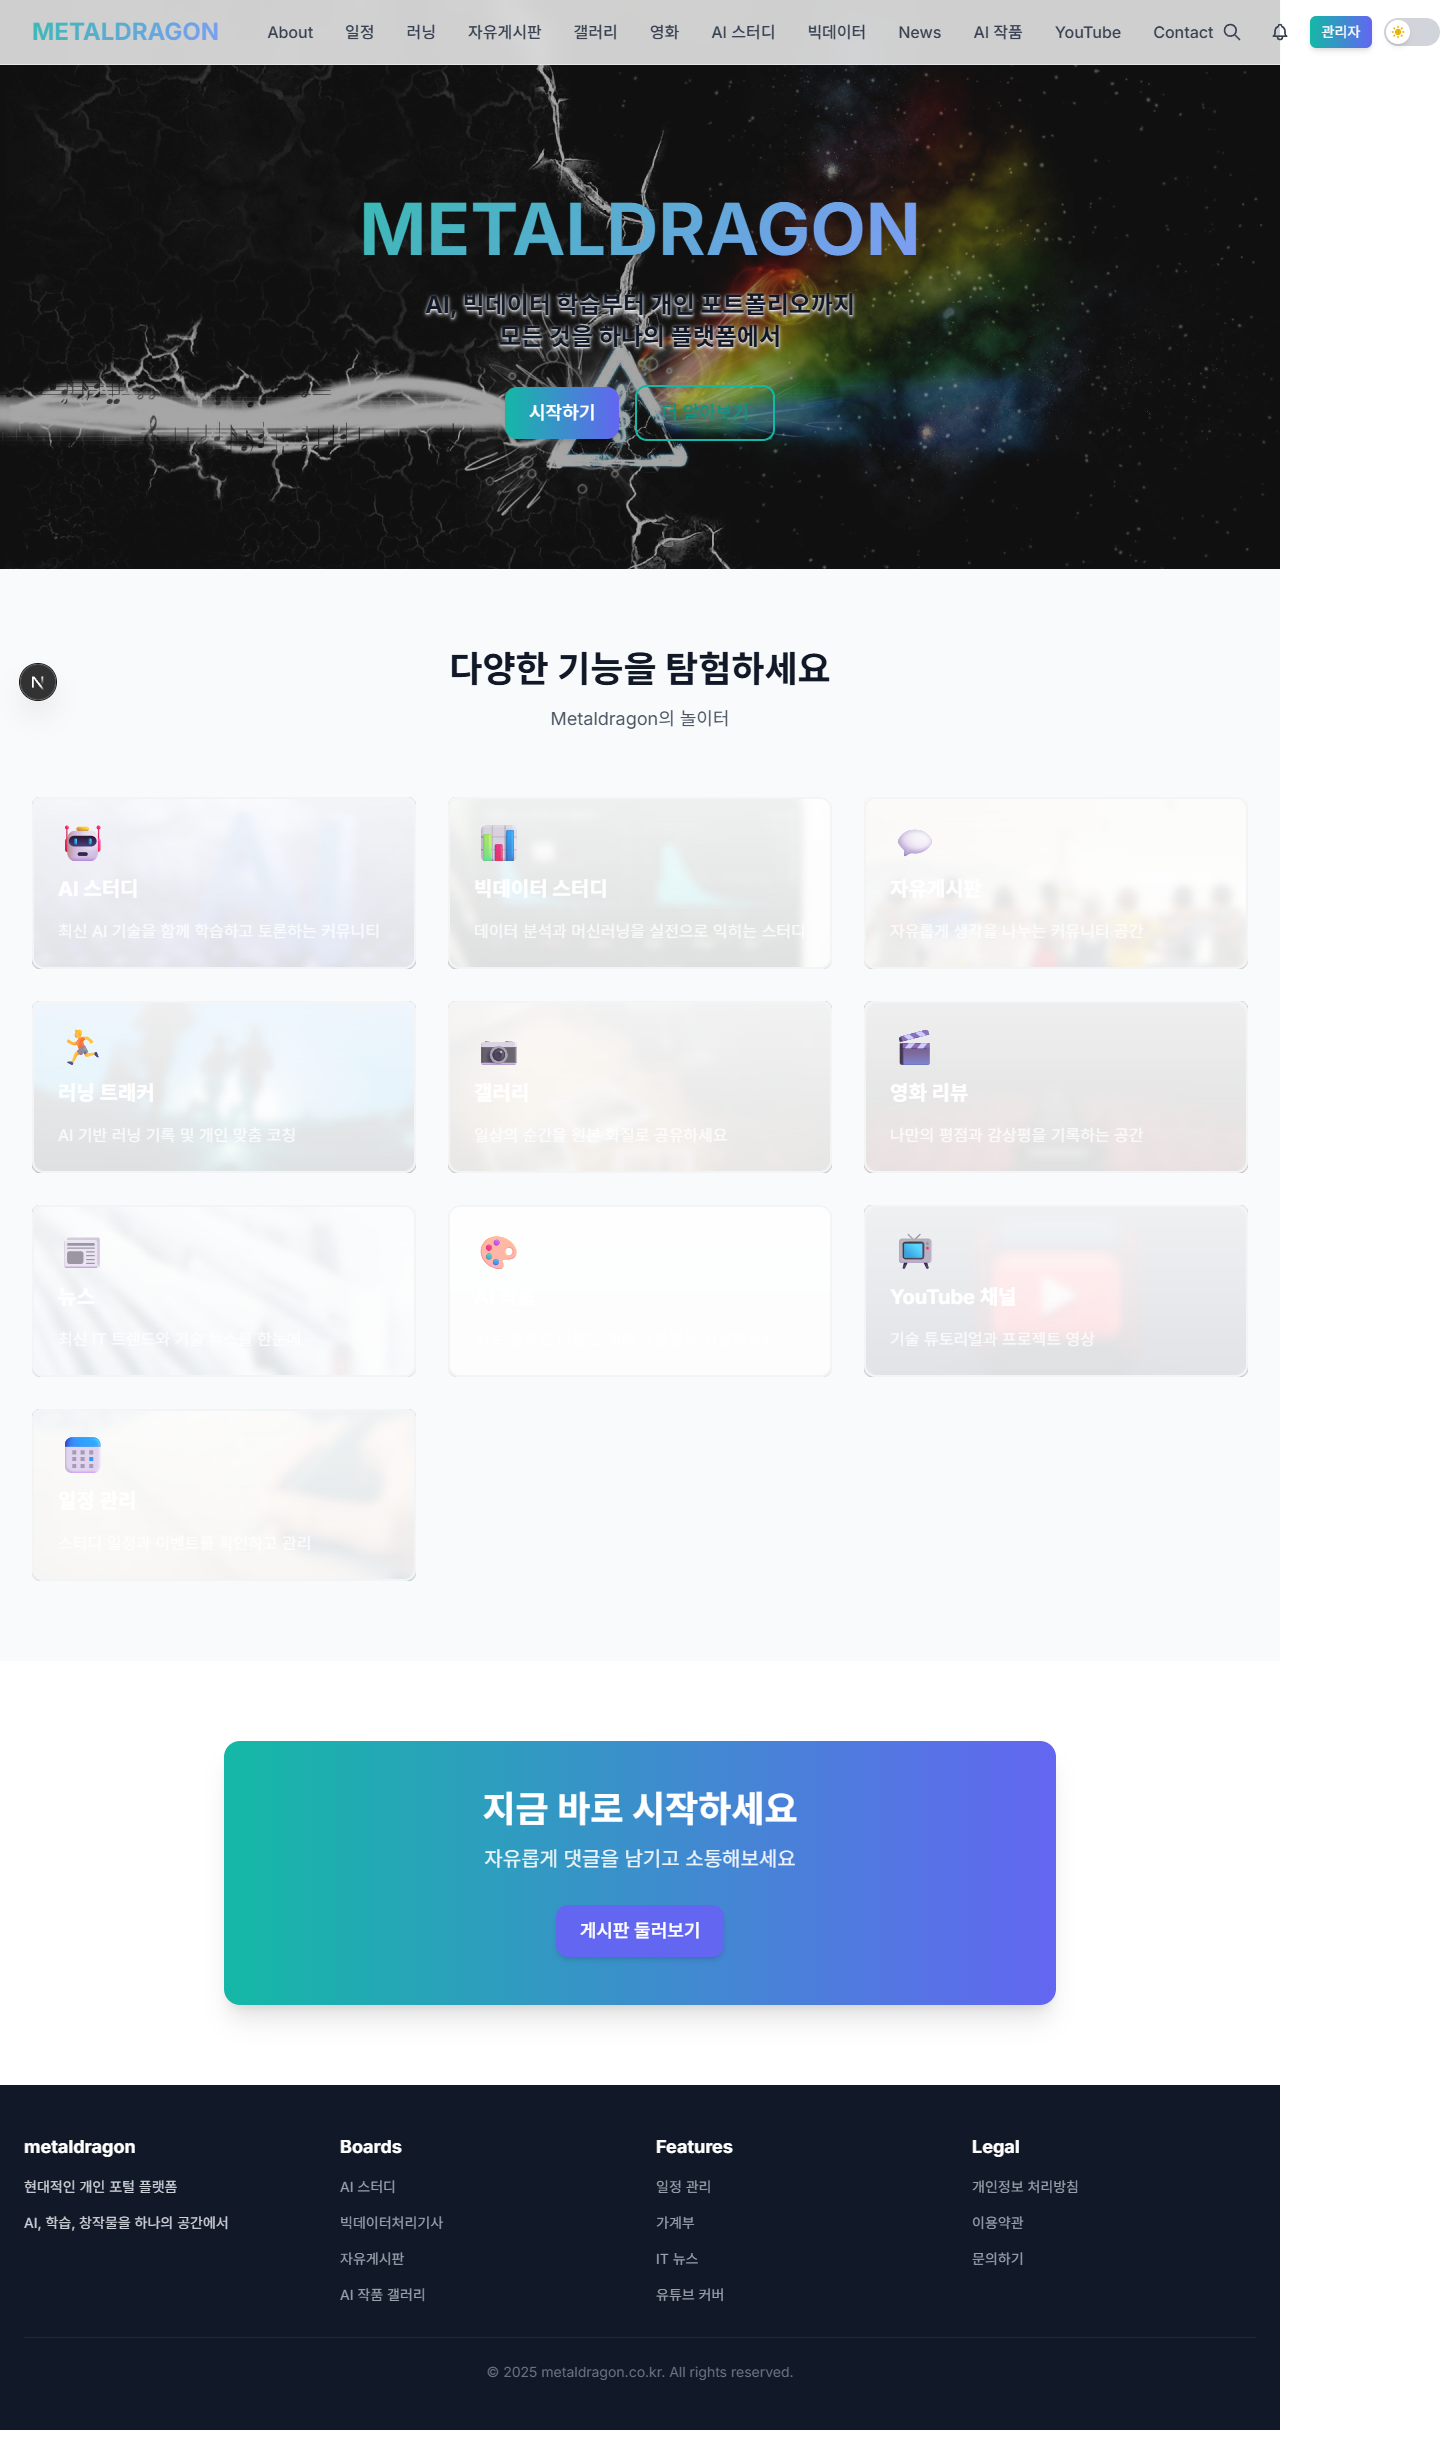 METALDRAGON
About 일정 러닝 자유게시판 갤러리 영화 AI 스터디 빅데이터 News AI 작품 YouTube Contact
관리자
METALDRAGON
AI, 빅데이터 학습부터 개인 포트폴리오까지
모든 것을 하나의 플랫폼에서
시작하기
더 알아보기
다양한 기능을 탐험하세요
Metaldragon의 놀이터
N
AI 스터디
최신 AI 기술을 함께 학습하고 토론하는 커뮤니티
빅데이터 스터디
데이터 분석과 머신러닝을 실전으로 익히는 스터디
자유게시판
자유롭게 생각을 나누는 커뮤니티 공간
러닝 트래커
AI 기반 러닝 기록 및 개인 맞춤 코칭
갤러리
일상의 순간을 원본 화질로 공유하세요
영화 리뷰
나만의 평점과 감상평을 기록하는 공간
뉴스
최신 IT 트렌드와 기술 뉴스를 한눈에
YouTube 채널
기술 튜토리얼과 프로젝트 영상
일정 관리
스터디 일정과 이벤트를 확인하고 관리
지금 바로 시작하세요
자유롭게 댓글을 남기고 소통해보세요
게시판 둘러보기
metaldragon
현대적인 개인 포털 플랫폼
AI, 학습, 창작물을 하나의 공간에서
Boards
AI 스터디
빅데이터처리기사
자유게시판
AI 작품 갤러리
Features
일정 관리
가계부
IT 뉴스
유튜브 커버
Legal
개인정보 처리방침
이용약관
문의하기
© 2025 metaldragon.co.kr. All rights reserved.